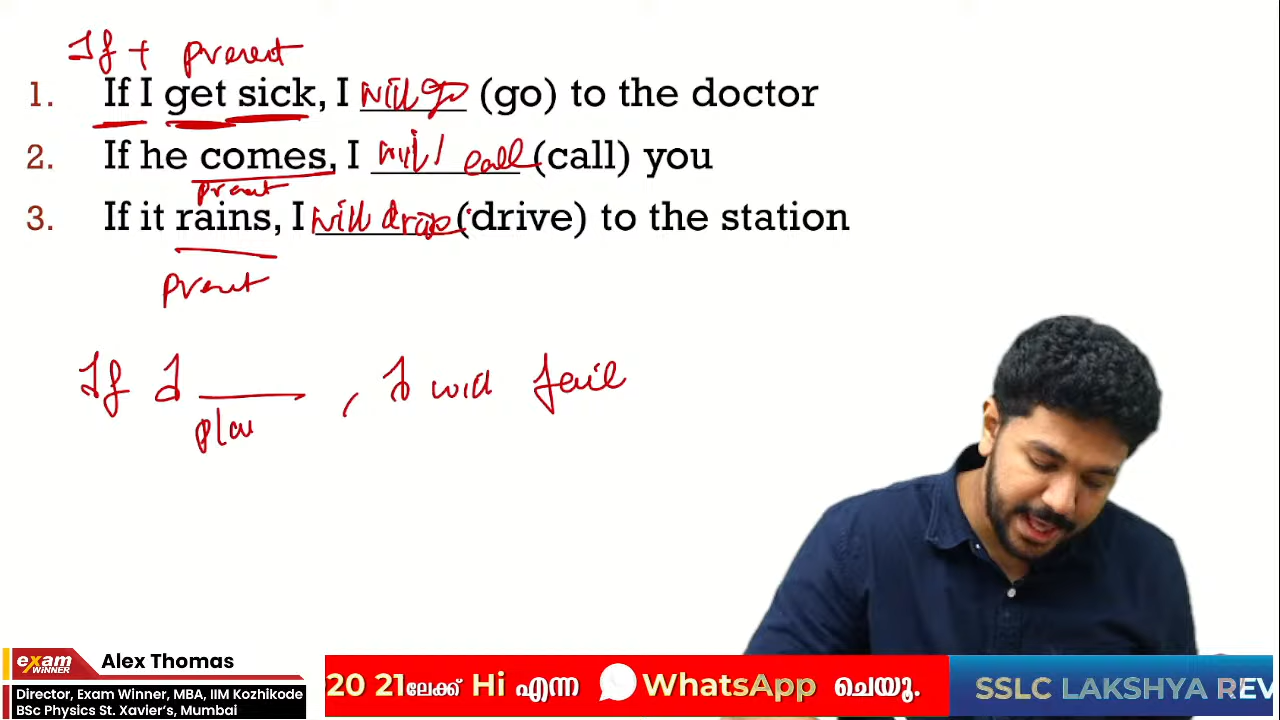 If + present
1. If I get sick, I will go (go) to the doctor
2. If he comes, I will call (call) you
present
3. If it rains, I will (drive) to the station
present
If I ______ , I will fail
pla
exam WINNER Alex Thomas
Director, Exam Winner, MBA, IIM Kozhikode
BSc Physics St. Xavier's, Mumbai
20 21ലേക്ക് Hi എന്ന WhatsApp ചെയൂ. SSLC LAKSHYA REV